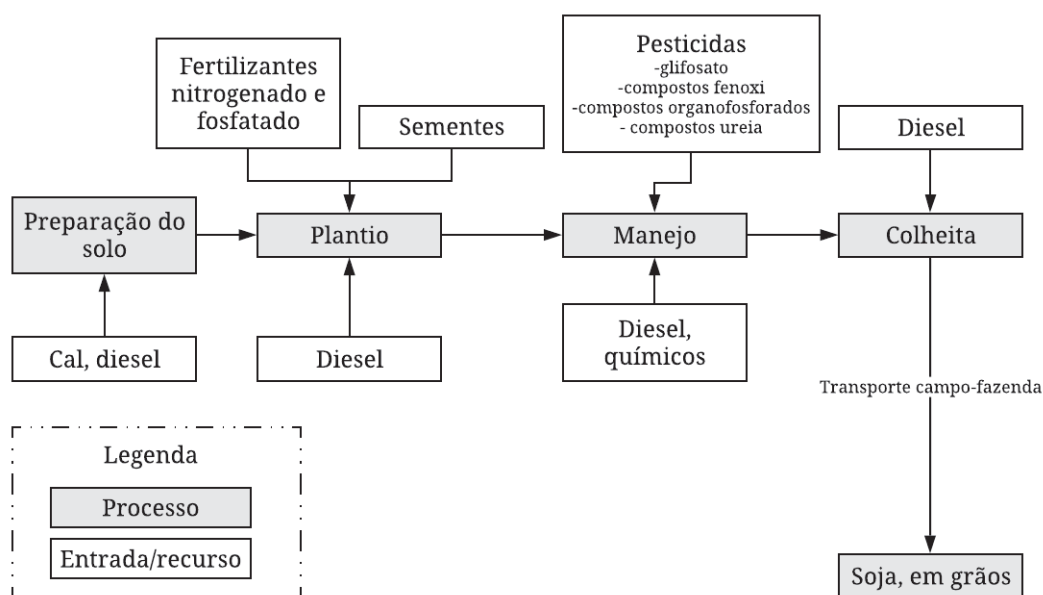 Fertilizantes
nitrogenado e
fosfatado
Sementes
Pesticidas
-glifosato
-compostos fenoxi
-compostos organofosforados
- compostos ureia
Diesel
Preparação do
solo
Plantio
Manejo
Colheita
Cal, diesel
Diesel
Diesel,
químicos
Transporte campo-fazenda
Legenda
Processo
Entrada/recurso
Soja, em grãos